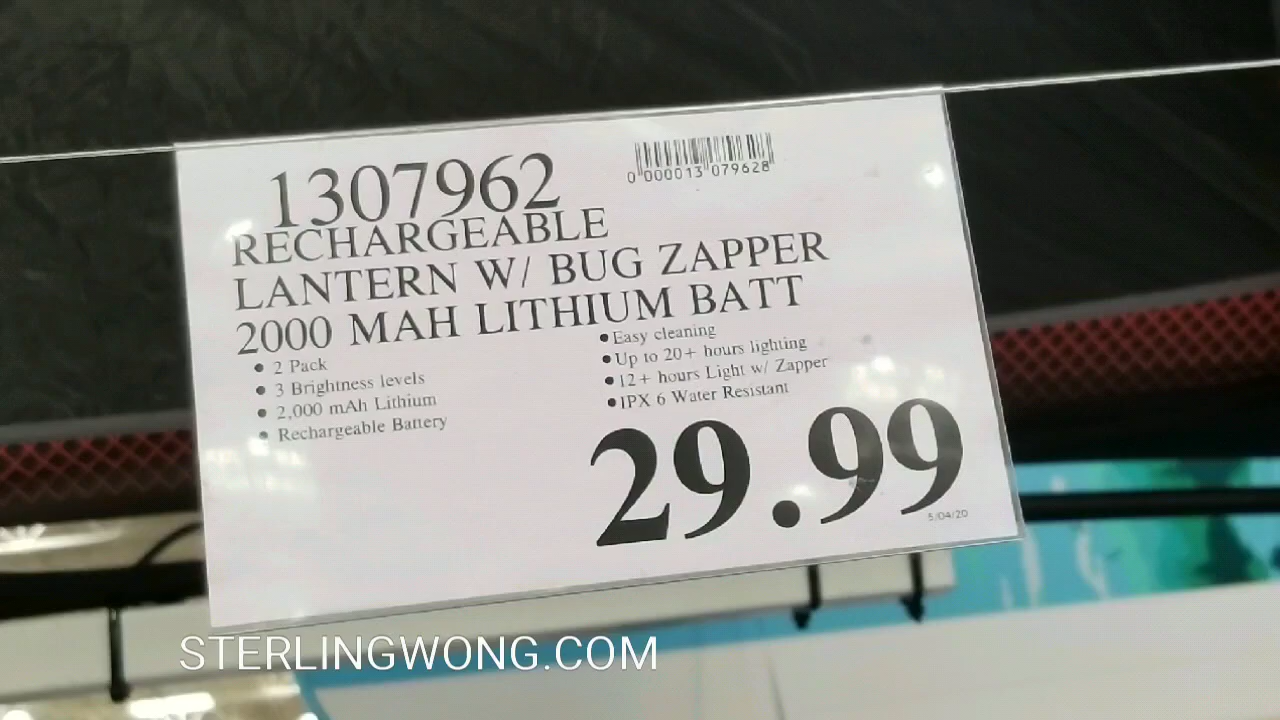 1307962
0 000013 079628
RECHARGEABLE
LANTERN W/ BUG ZAPPER
2000 MAH LITHIUM BATT
• 2 Pack
• 3 Brightness levels
• 2,000 mAh Lithium
• Rechargeable Battery
• Easy cleaning
• Up to 20+ hours lighting
• 12+ hours Light w/ Zapper
• IPX 6 Water Resistant
29.99
5/04/20
STERLINGWONG.COM